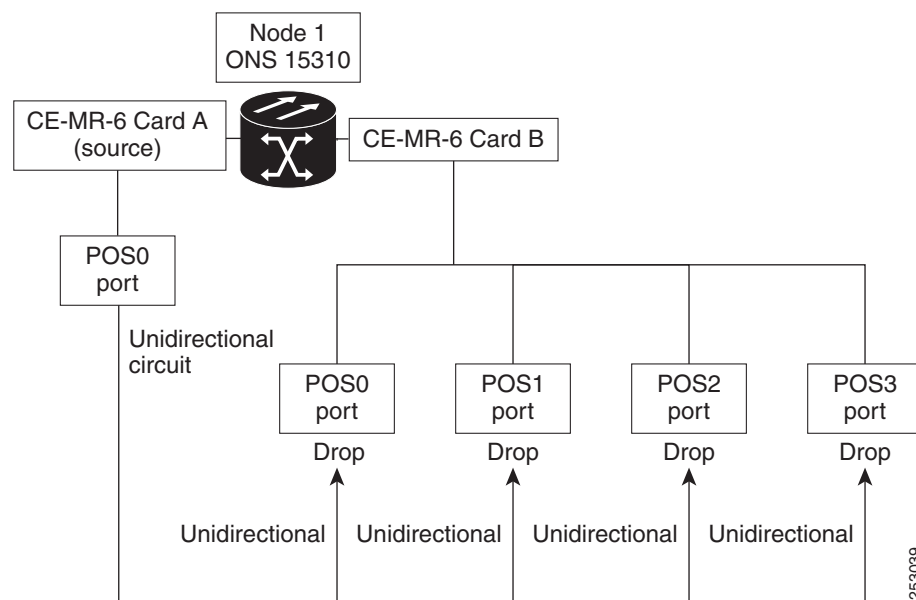 Node 1
ONS 15310
CE-MR-6 Card A
(source)
CE-MR-6 Card B
POS0
port
Unidirectional
circuit
POS0
port
POS1
port
POS2
port
POS3
port
Drop
Drop
Drop
Drop
Unidirectional
Unidirectional
Unidirectional
Unidirectional
253039